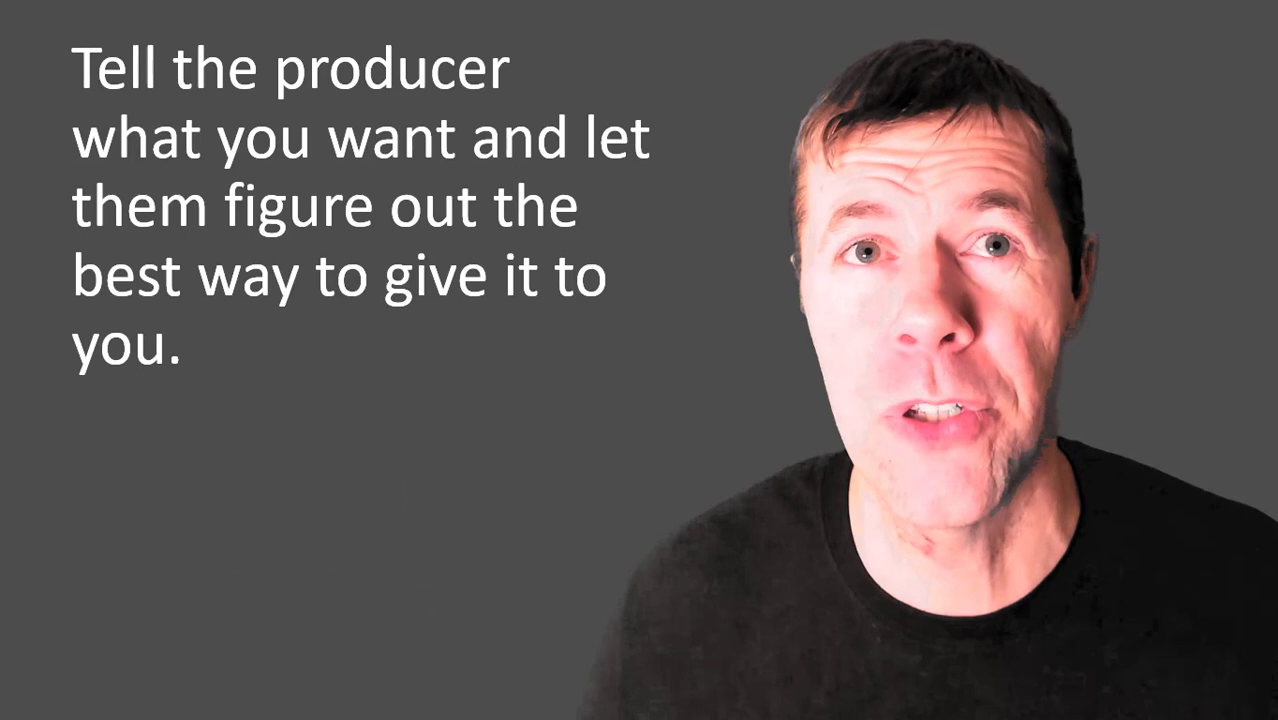 Tell the producer
what you want and let
them figure out the
best way to give it to
you.